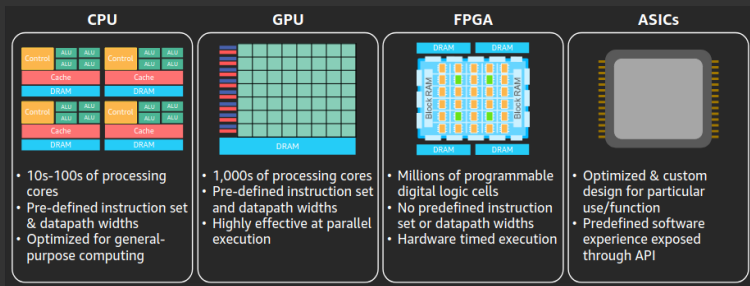 CPU
Control ALU ALU Control ALU ALU
ALU ALU ALU ALU
Cache Cache
DRAM DRAM
Control ALU ALU Control ALU ALU
ALU ALU ALU ALU
Cache Cache
DRAM DRAM
• 10s-100s of processing
cores
• Pre-defined instruction set
& datapath widths
• Optimized for general-
purpose computing
GPU
DRAM
• 1,000s of processing cores
• Pre-defined instruction set
and datapath widths
• Highly effective at parallel
execution
FPGA
DRAM DRAM
Block RAM Block RAM
DRAM DRAM
• Millions of programmable
digital logic cells
• No predefined instruction
set or datapath widths
• Hardware timed execution
ASICs
• Optimized & custom
design for particular
use/function
• Predefined software
experience exposed
through API